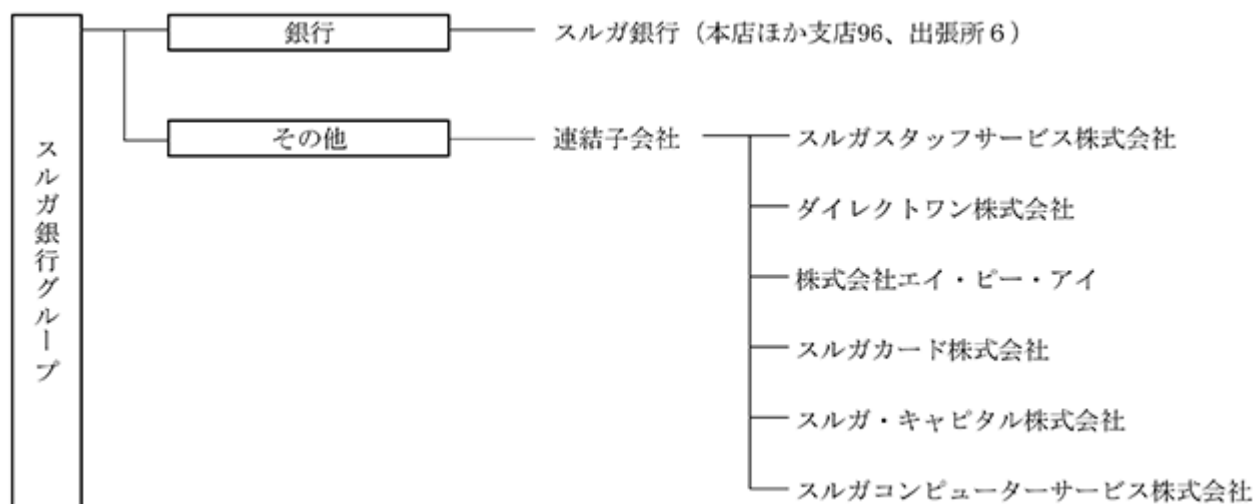 スルガ銀行グループ
銀行
スルガ銀行（本店ほか支店96、出張所６）
その他
連結子会社
スルガスタッフサービス株式会社
ダイレクトワン株式会社
株式会社エイ・ピー・アイ
スルガカード株式会社
スルガ・キャピタル株式会社
スルガコンピューターサービス株式会社